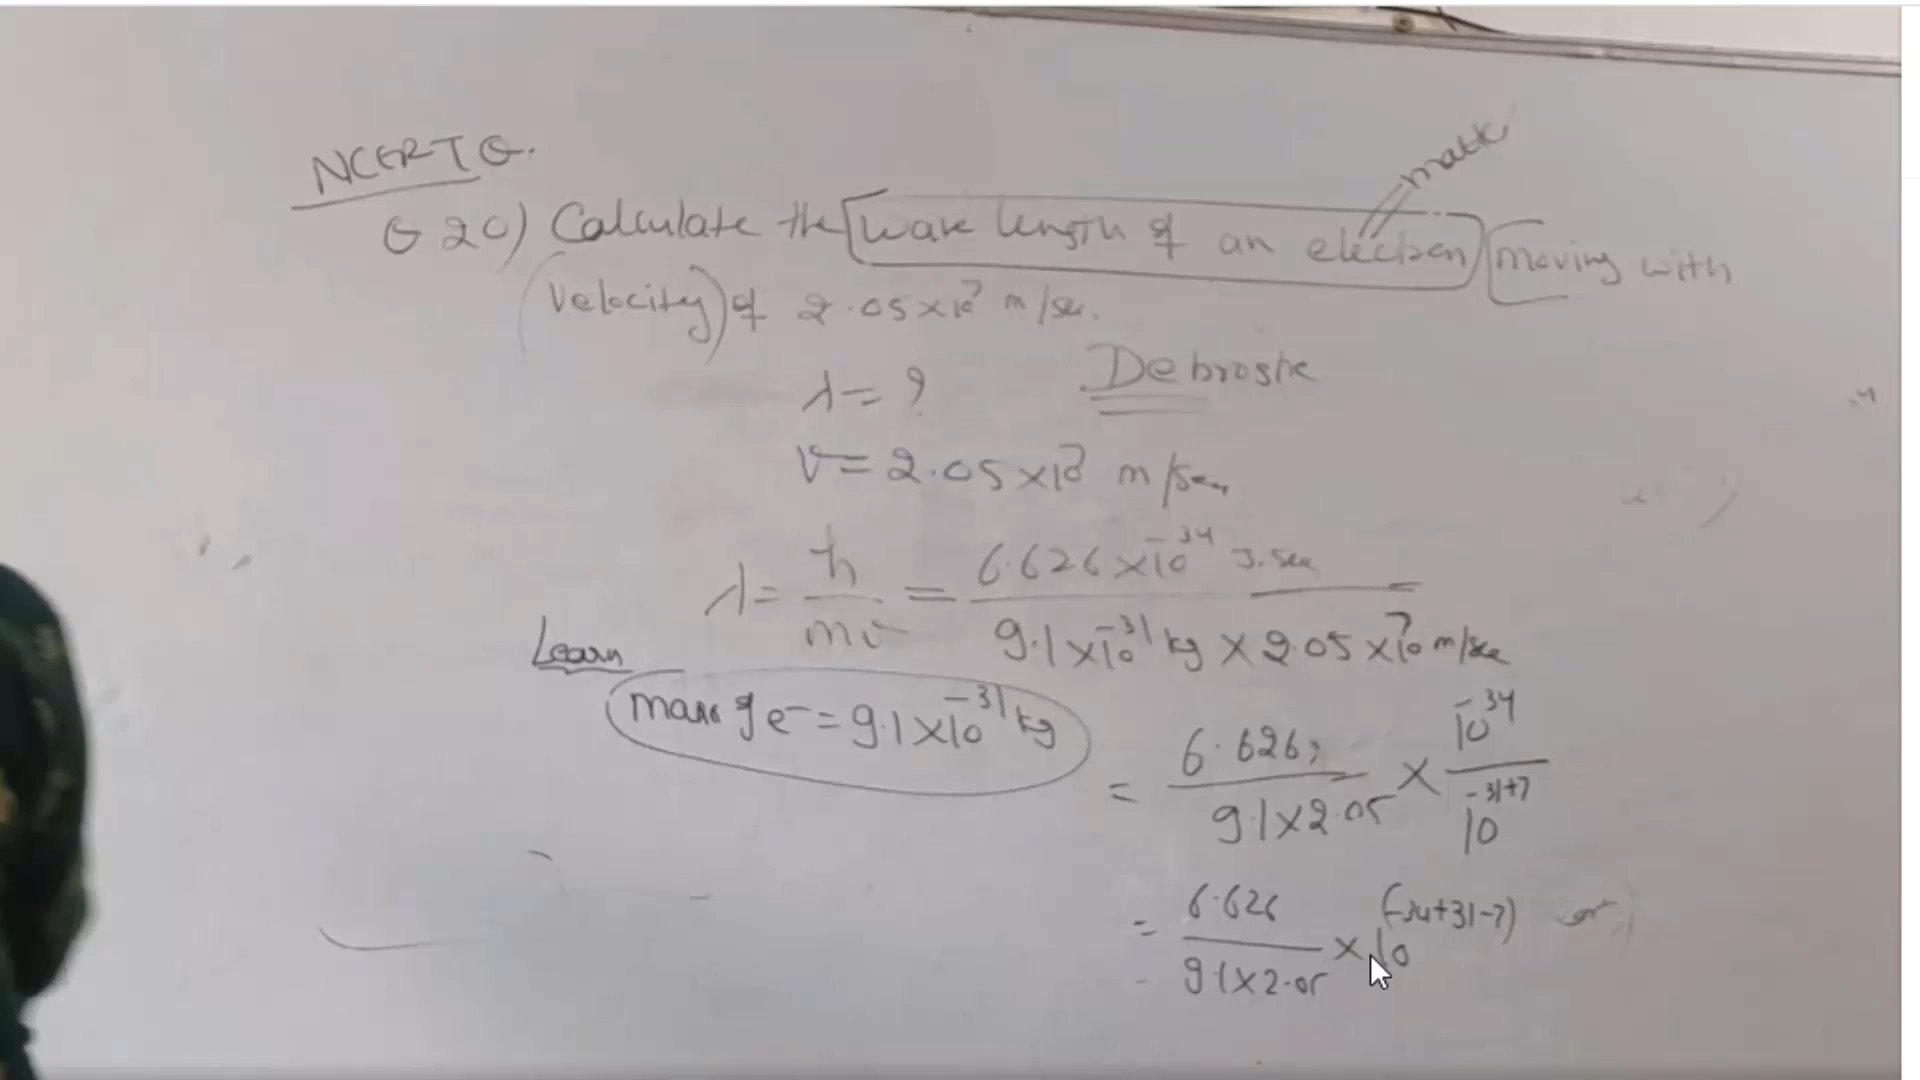 NCERT Q.
Q 20) Calculate the wave length of an electron moving with
mass
velocity of 2.05×10⁷ m/sec.
λ = ?
Debroglie
v = 2.05×10⁷ m/sec
λ = h/mv = 6.626×10⁻³⁴ J.sec / 9.1×10⁻³¹ kg × 2.05×10⁷ m/sec
Learn
mass of e⁻ = 9.1×10⁻³¹ kg
= 6.626 / 9.1×2.05 × 10⁻³⁴ / 10⁻³¹⁺⁷
= 6.626 / 9.1×2.05 × 10⁽⁻³⁴⁺³¹⁻⁷⁾